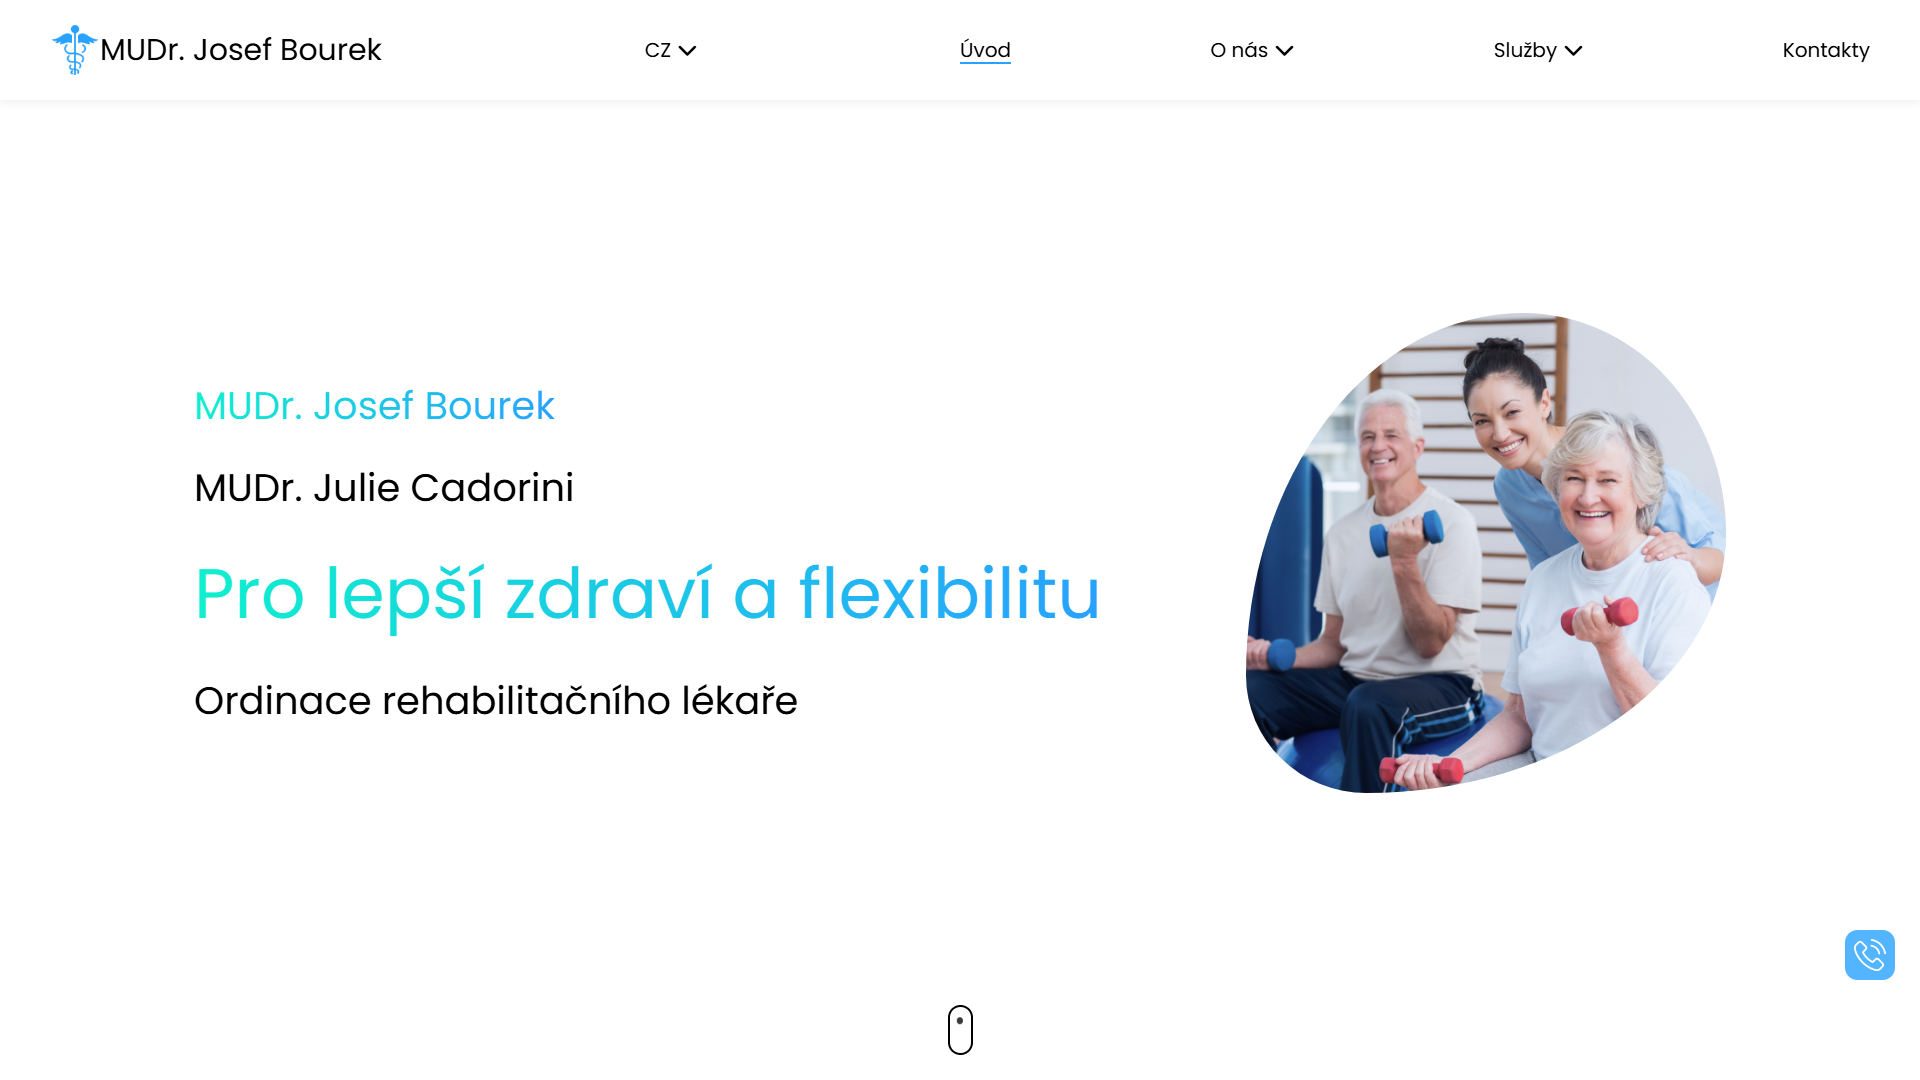 MUDr. Josef Bourek
CZ
Úvod
O nás
Služby
Kontakty
MUDr. Josef Bourek
MUDr. Julie Cadorini
Pro lepší zdraví a flexibilitu
Ordinace rehabilitačního lékaře